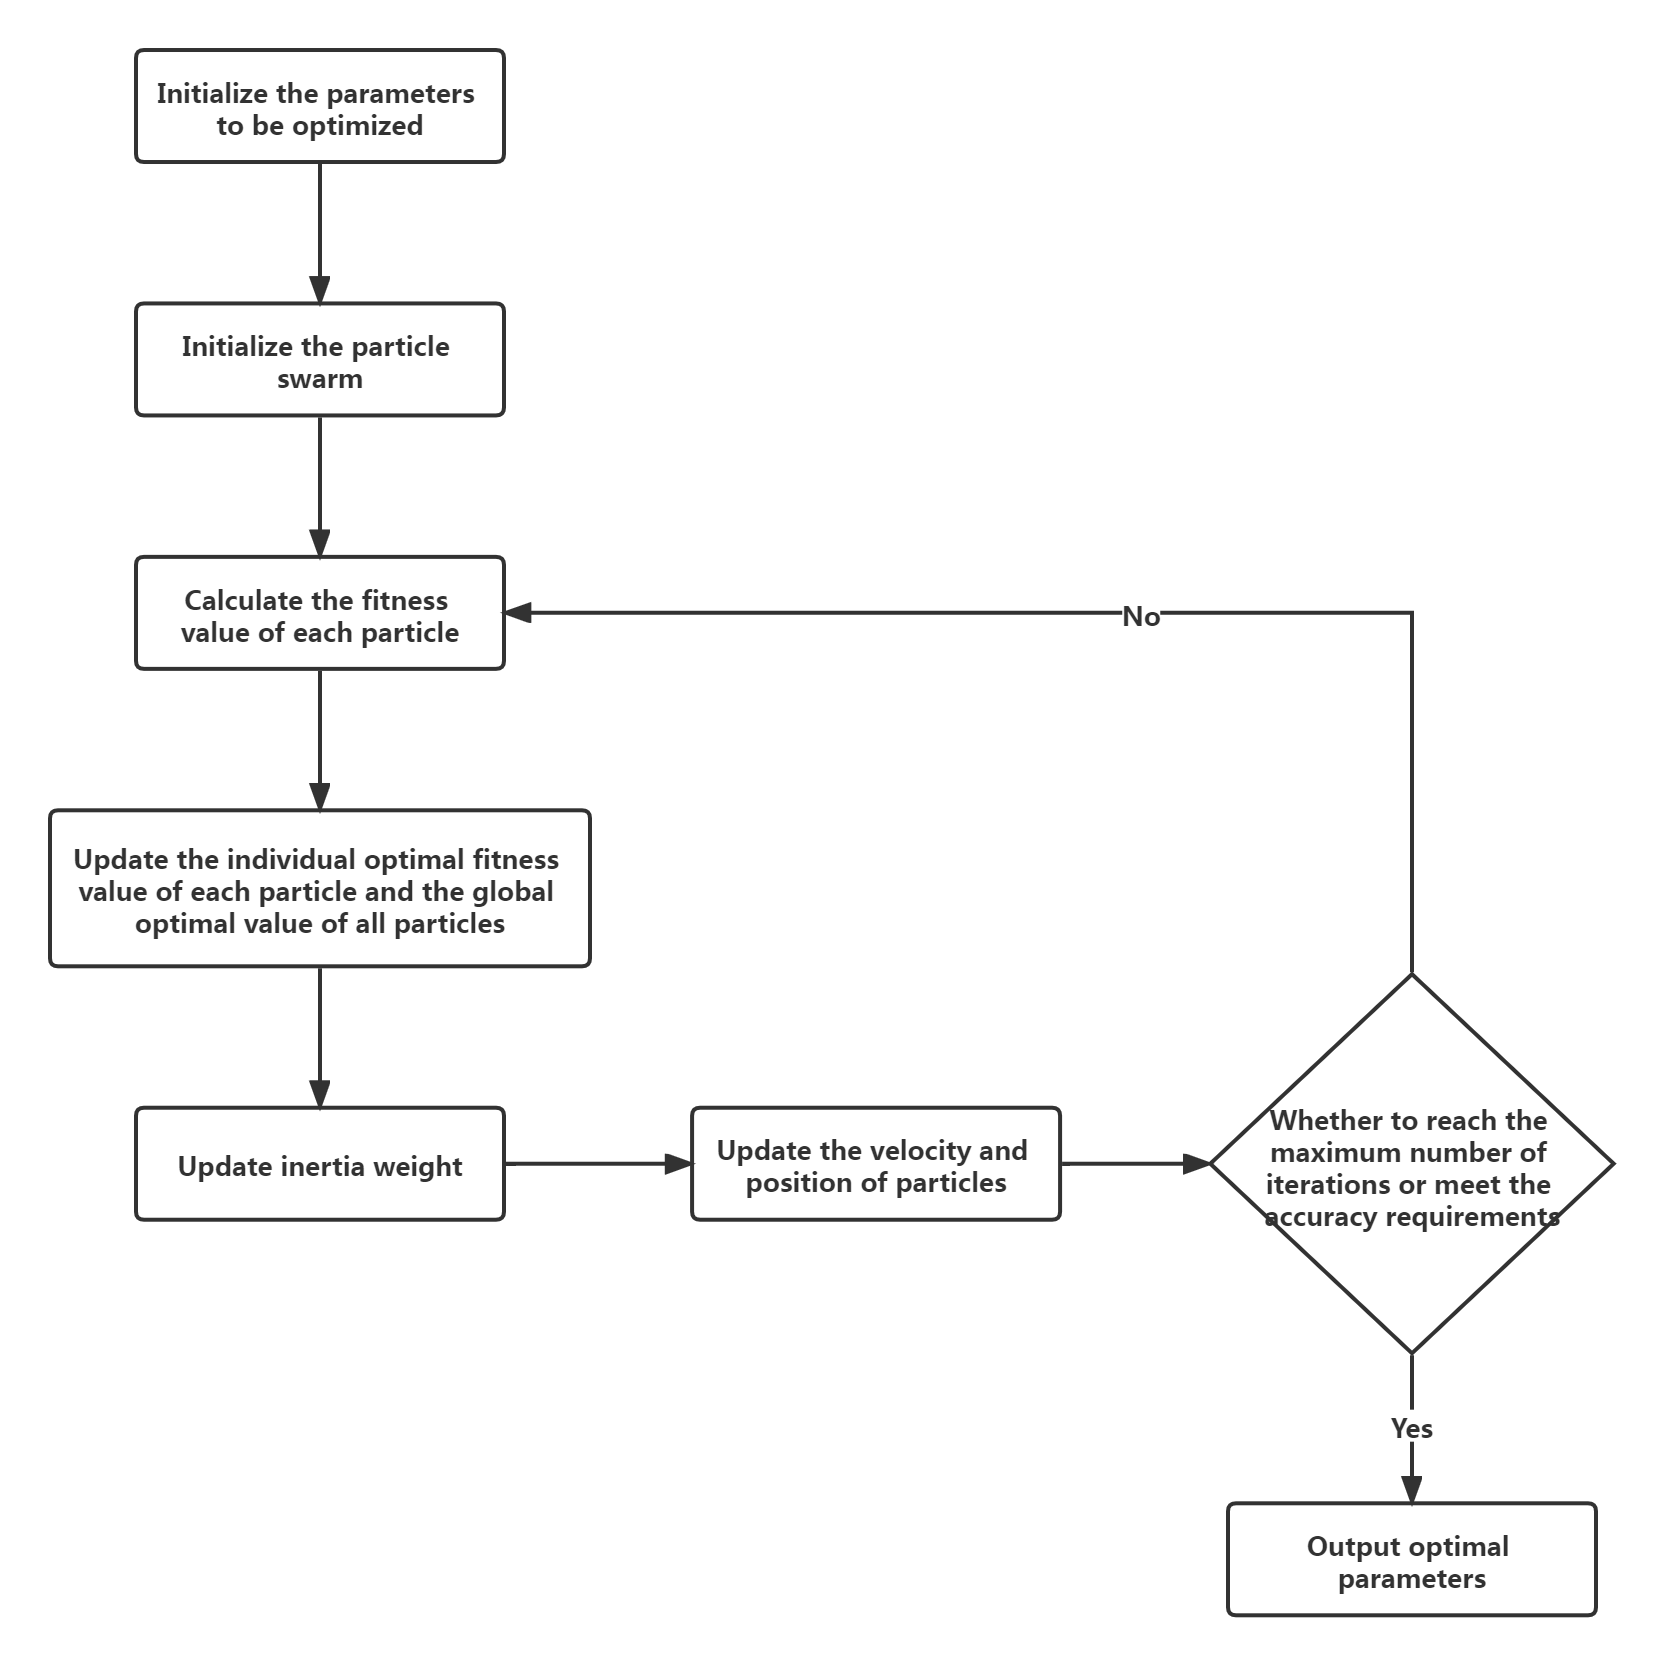 Initialize the parameters
to be optimized
Initialize the particle
swarm
Calculate the fitness
value of each particle
No
Update the individual optimal fitness
value of each particle and the global
optimal value of all particles
Update inertia weight
Update the velocity and
position of particles
Whether to reach the
maximum number of
iterations or meet the
accuracy requirements
Yes
Output optimal
parameters